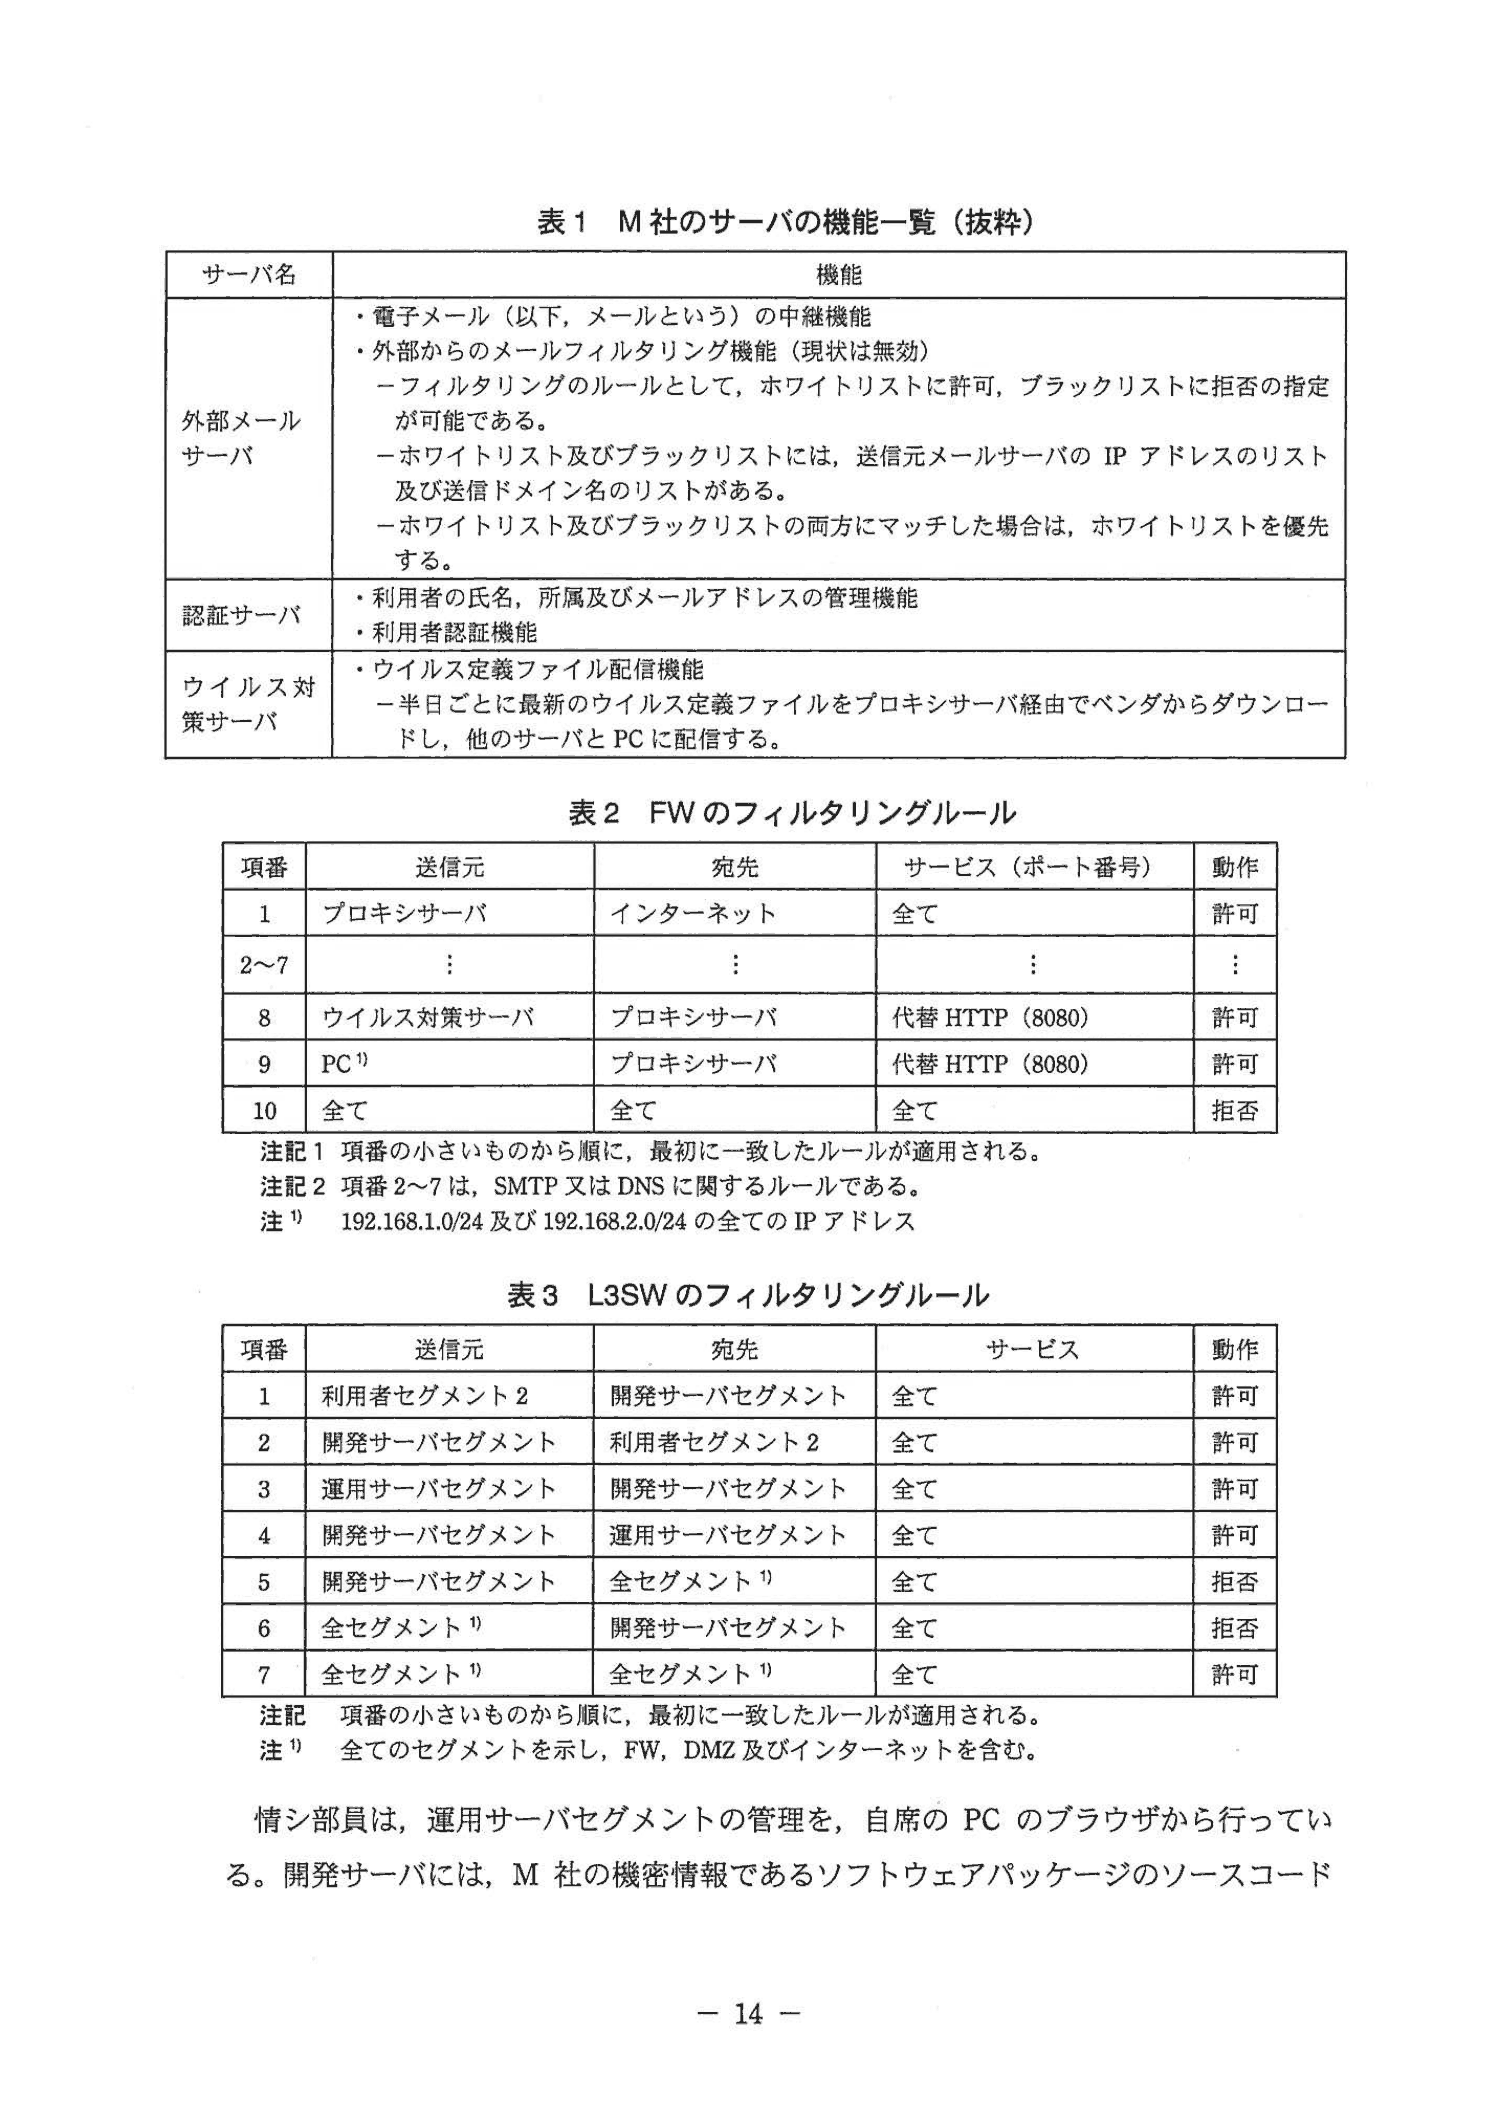 表1　M社のサーバの機能一覧（抜粋）
サーバ名　機能
外部メール
サーバ
・電子メール（以下，メールという）の中継機能
・外部からのメールフィルタリング機能（現状は無効）
－フィルタリングのルールとして，ホワイトリストに許可，ブラックリストに拒否の指定
が可能である。
－ホワイトリスト及びブラックリストには，送信元メールサーバの IP アドレスのリスト
及び送信ドメイン名のリストがある。
－ホワイトリスト及びブラックリストの両方にマッチした場合は，ホワイトリストを優先
する。
認証サーバ
・利用者の氏名，所属及びメールアドレスの管理機能
・利用者認証機能
ウイルス対
策サーバ
・ウイルス定義ファイル配信機能
－半日ごとに最新のウイルス定義ファイルをプロキシサーバ経由でベンダからダウンロー
ドし，他のサーバと PC に配信する。
表2　FWのフィルタリングルール
項番　送信元　宛先　サービス（ポート番号）　動作
1　プロキシサーバ　インターネット　全て　許可
2～7　⋮　⋮　⋮　⋮
8　ウイルス対策サーバ　プロキシサーバ　代替 HTTP（8080）　許可
9　PC 1)　プロキシサーバ　代替 HTTP（8080）　許可
10　全て　全て　全て　拒否
注記1　項番の小さいものから順に，最初に一致したルールが適用される。
注記2　項番 2～7 は，SMTP 又は DNS に関するルールである。
注 1)　192.168.1.0/24 及び 192.168.2.0/24 の全ての IP アドレス
表3　L3SWのフィルタリングルール
項番　送信元　宛先　サービス　動作
1　利用者セグメント 2　開発サーバセグメント　全て　許可
2　開発サーバセグメント　利用者セグメント 2　全て　許可
3　運用サーバセグメント　開発サーバセグメント　全て　許可
4　開発サーバセグメント　運用サーバセグメント　全て　許可
5　開発サーバセグメント　全セグメント 1)　全て　拒否
6　全セグメント 1)　開発サーバセグメント　全て　拒否
7　全セグメント 1)　全セグメント 1)　全て　許可
注記　項番の小さいものから順に，最初に一致したルールが適用される。
注 1)　全てのセグメントを示し，FW，DMZ 及びインターネットを含む。
情シ部員は，運用サーバセグメントの管理を，自席の PC のブラウザから行ってい
る。開発サーバには，M 社の機密情報であるソフトウェアパッケージのソースコード
－ 14 －